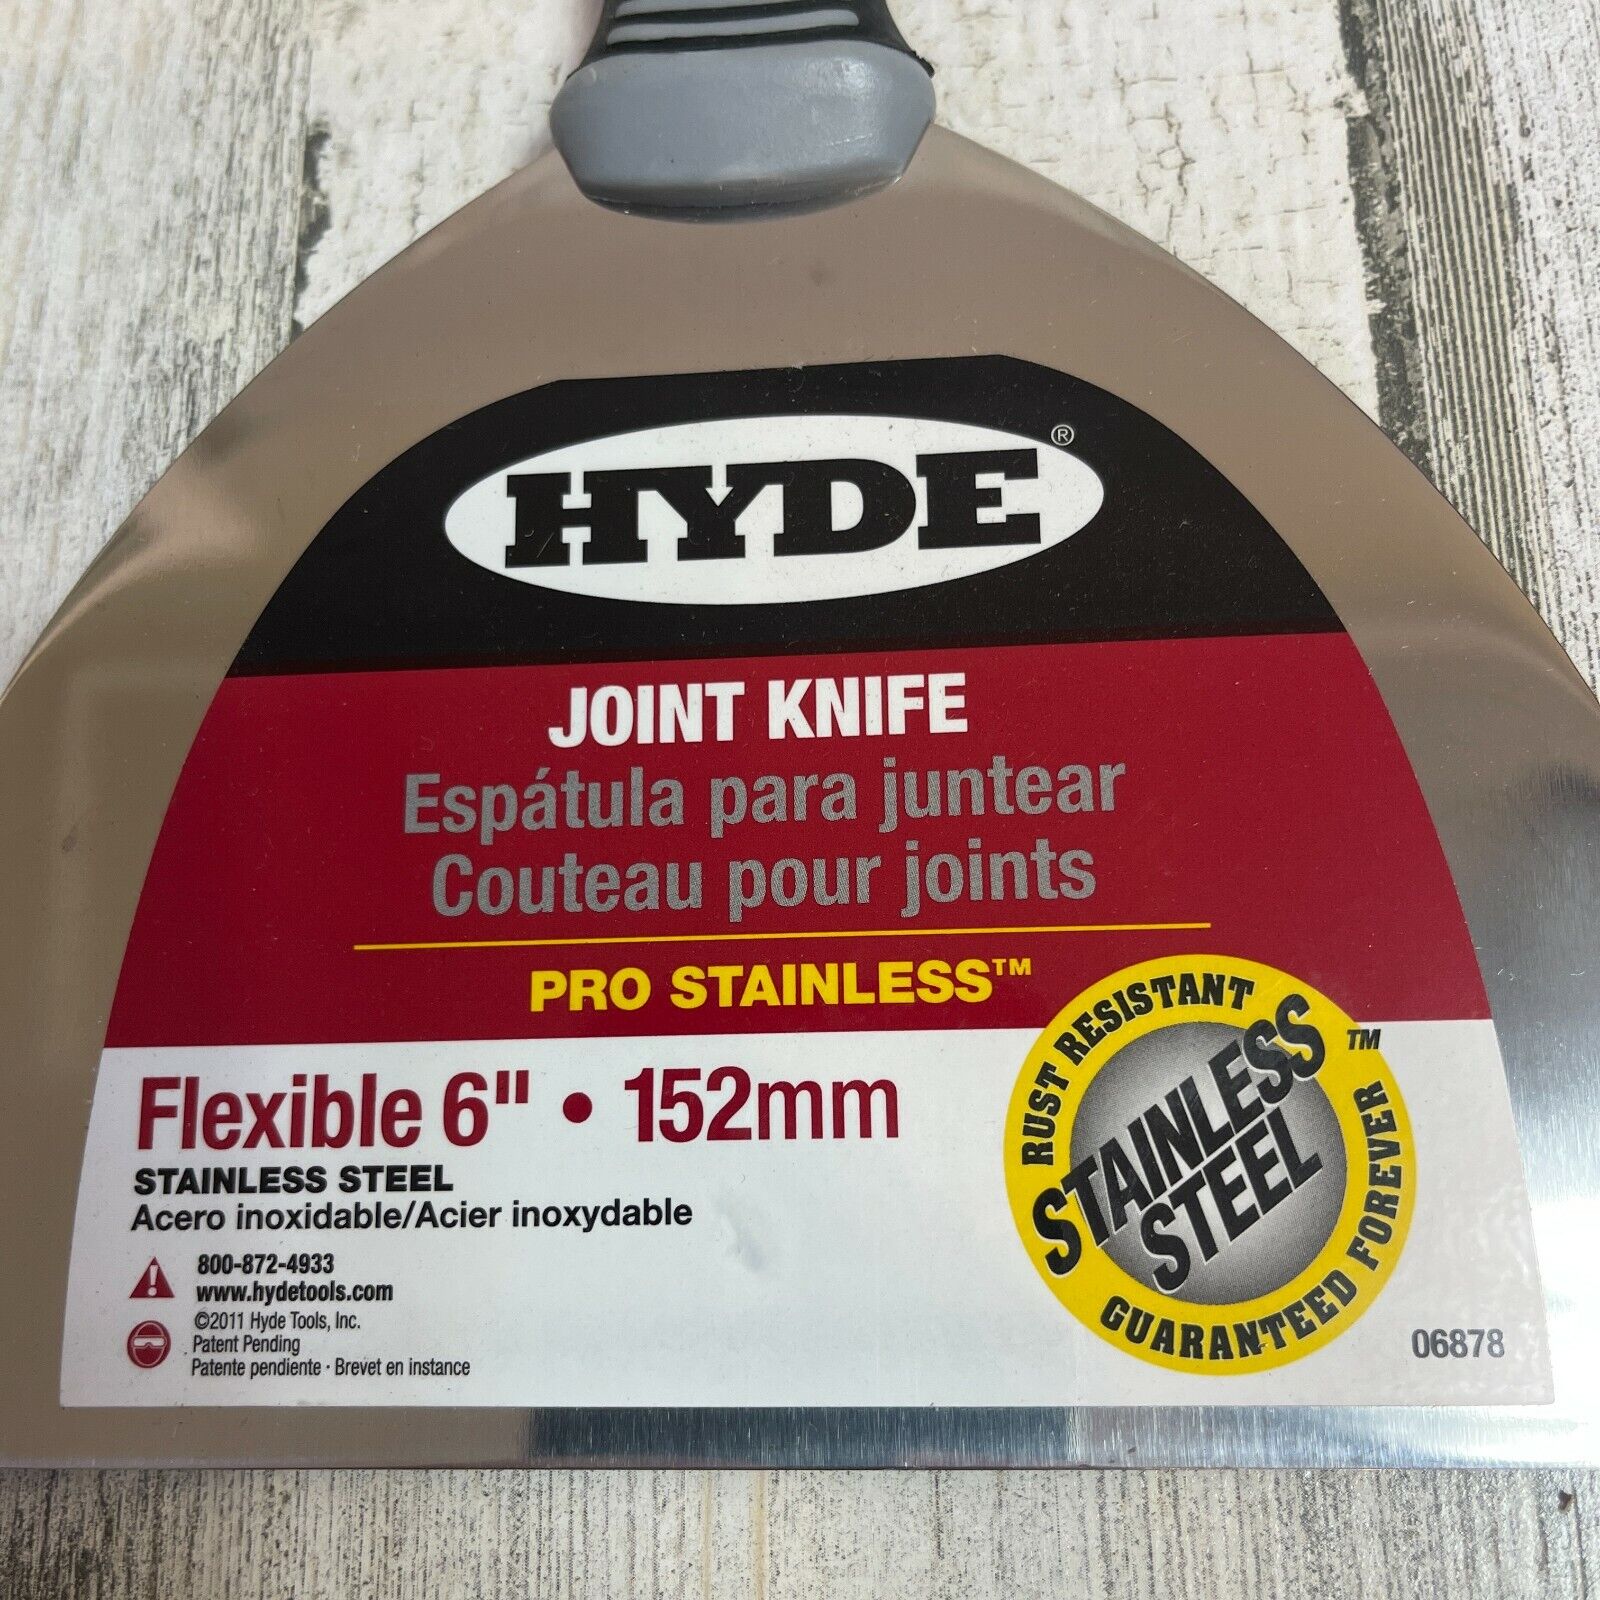 HYDE®
JOINT KNIFE
Espátula para juntear
Couteau pour joints
PRO STAINLESS™
Flexible 6" • 152mm
STAINLESS STEEL
Acero inoxidable/Acier inoxydable
800-872-4933
www.hydetools.com
©2011 Hyde Tools, Inc.
Patent Pending
Patente pendiente · Brevet en instance
RUST RESISTANT
STAINLESS™
STEEL
GUARANTEED FOREVER
06878